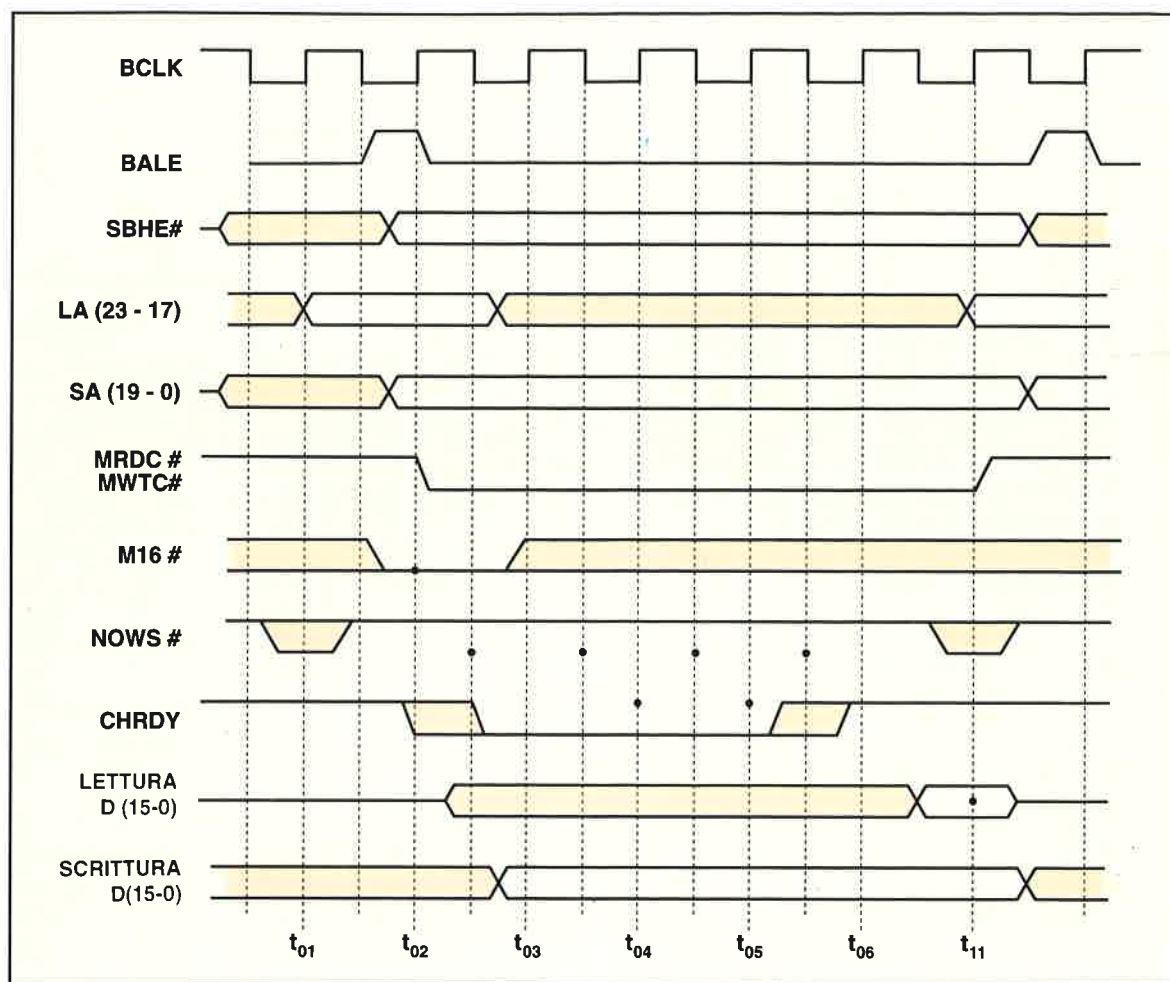 BCLK
BALE
SBHE#
LA (23 - 17)
SA (19 - 0)
MRDC #
MWTC#
M16 #
NOWS #
CHRDY
LETTURA
D (15-0)
SCRITTURA
D(15-0)
t01 t02 t03 t04 t05 t06 t11